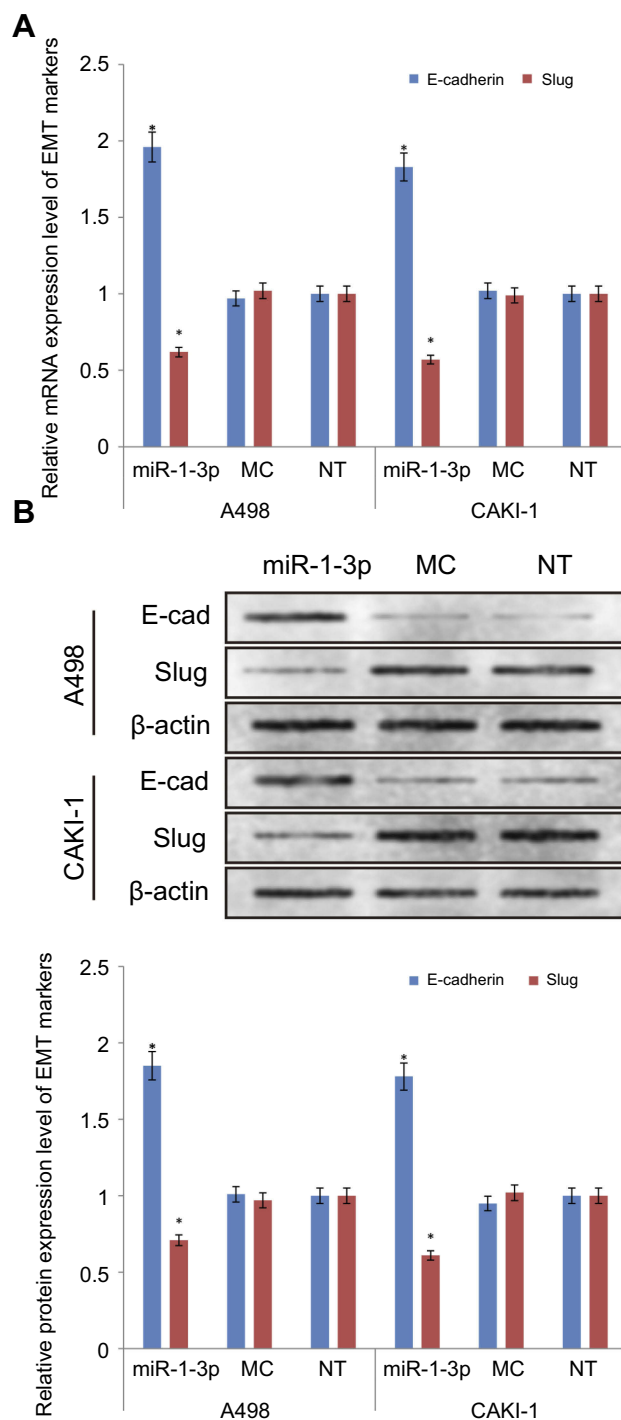 A
Relative mRNA expression level of EMT markers
2.5
2
1.5
1
0.5
0
E-cadherin Slug
* * * *
miR-1-3p MC NT miR-1-3p MC NT
A498 CAKI-1
B
miR-1-3p MC NT
A498
E-cad
Slug
β-actin
CAKI-1
E-cad
Slug
β-actin
Relative protein expression level of EMT markers
2.5
2
1.5
1
0.5
0
E-cadherin Slug
* * * *
miR-1-3p MC NT miR-1-3p MC NT
A498 CAKI-1